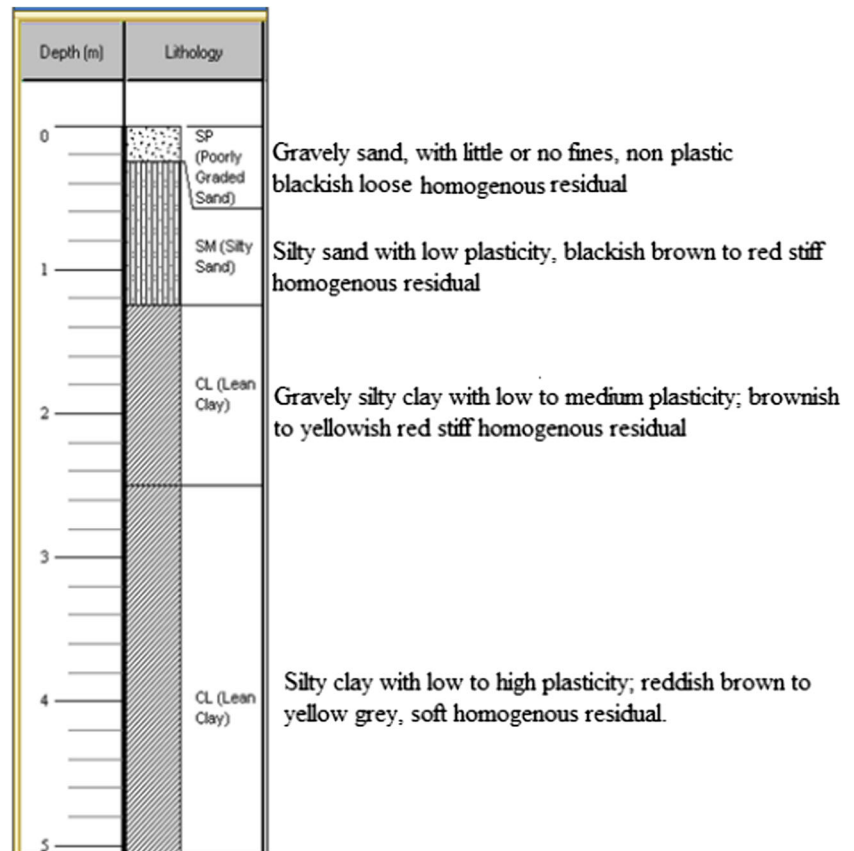 Depth (m) Lithology
0
SP
(Poorly
Graded
Sand)
Gravely sand, with little or no fines, non plastic
blackish loose homogenous residual
SM (Silty
Sand)
Silty sand with low plasticity, blackish brown to red stiff
homogenous residual
1
CL (Lean
Clay)
Gravely silty clay with low to medium plasticity; brownish
to yellowish red stiff homogenous residual
2
3
CL (Lean
Clay)
Silty clay with low to high plasticity; reddish brown to
yellow grey, soft homogenous residual.
4
5